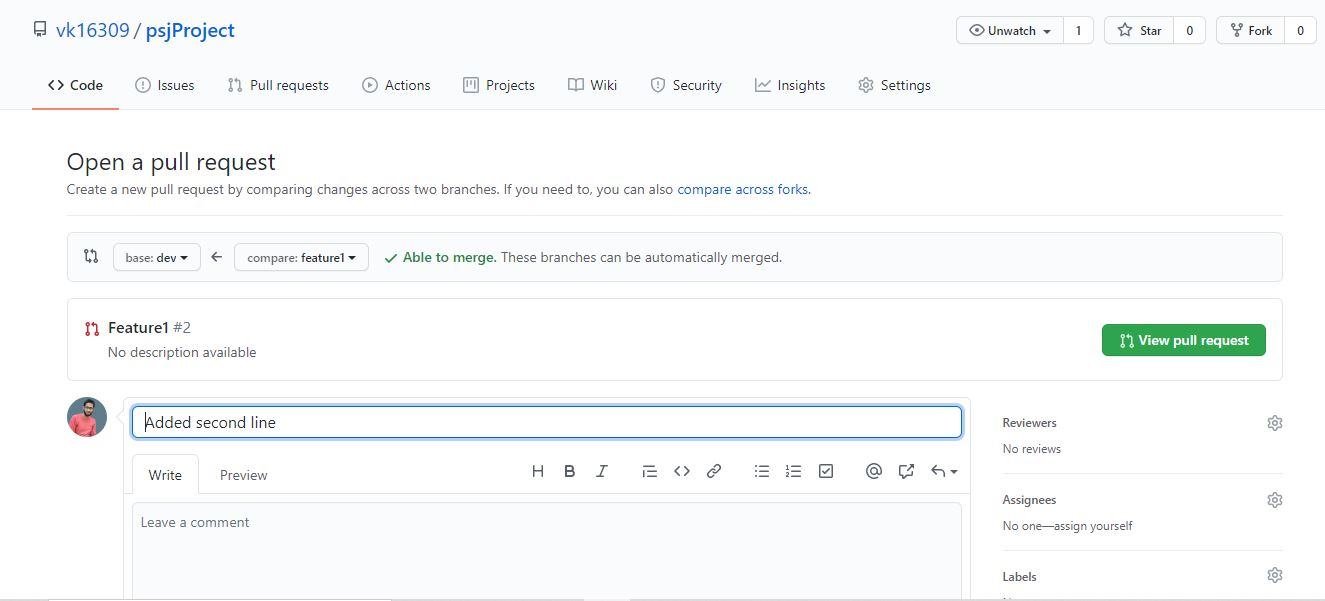 vk16309 / psjProject
Unwatch 1 Star 0 Fork 0
Code Issues Pull requests Actions Projects Wiki Security Insights Settings
Open a pull request
Create a new pull request by comparing changes across two branches. If you need to, you can also compare across forks.
base: dev compare: feature1 Able to merge. These branches can be automatically merged.
Feature1 #2
No description available
View pull request
Added second line
Reviewers
No reviews
Write Preview
Assignees
No one—assign yourself
Leave a comment
Labels